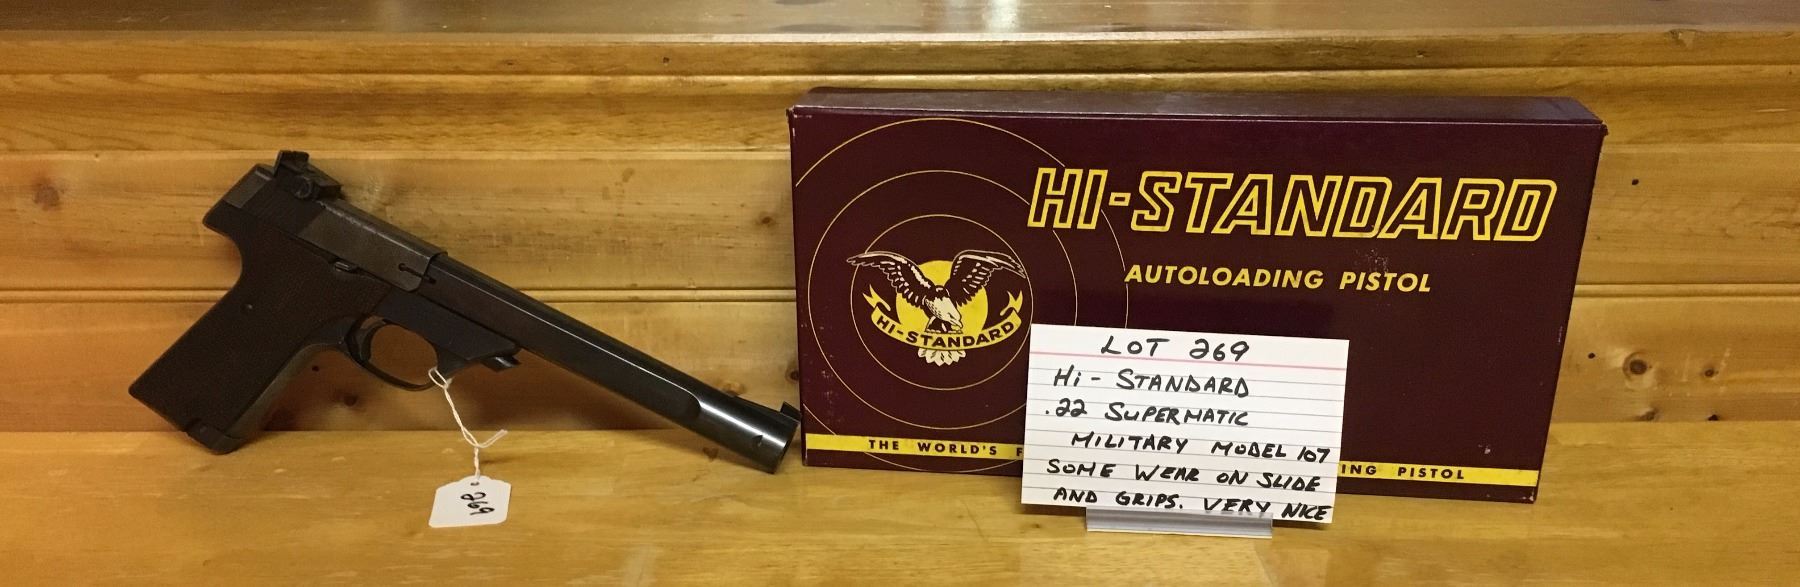 HI-STANDARD
AUTOLOADING PISTOL
HI-STANDARD
THE WORLD'S F
ING PISTOL
LOT 269
Hi-STANDARD
.22 SUPERMATIC
MILITARY MODEL 107
SOME WEAR ON SLIDE
AND GRIPS. VERY NICE
269